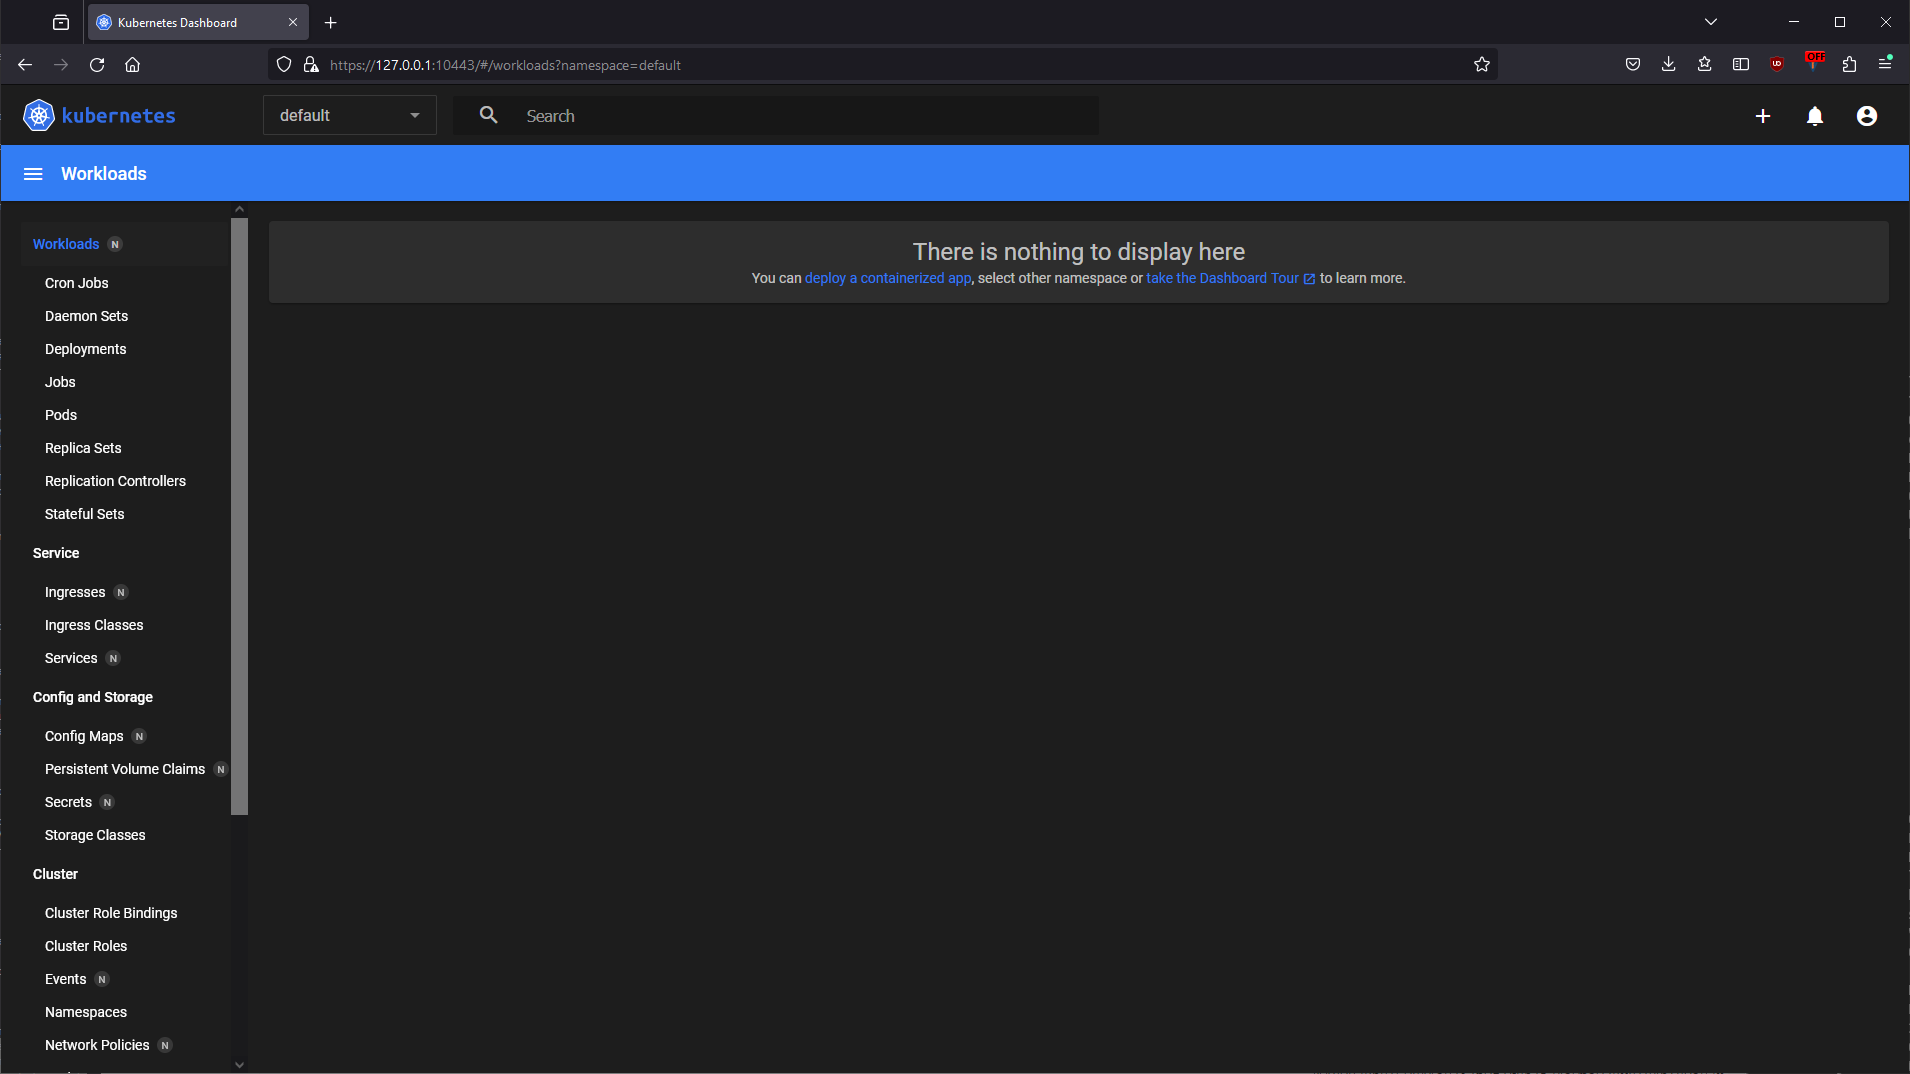 Kubernetes Dashboard
https://127.0.0.1:10443/#/workloads?namespace=default
UO
OFF
kubernetes
default
Search
Workloads
Workloads N
Cron Jobs
Daemon Sets
Deployments
Jobs
Pods
Replica Sets
Replication Controllers
Stateful Sets
Service
Ingresses N
Ingress Classes
Services N
Config and Storage
Config Maps N
Persistent Volume Claims N
Secrets N
Storage Classes
Cluster
Cluster Role Bindings
Cluster Roles
Events N
Namespaces
Network Policies N
There is nothing to display here
You can deploy a containerized app, select other namespace or take the Dashboard Tour to learn more.